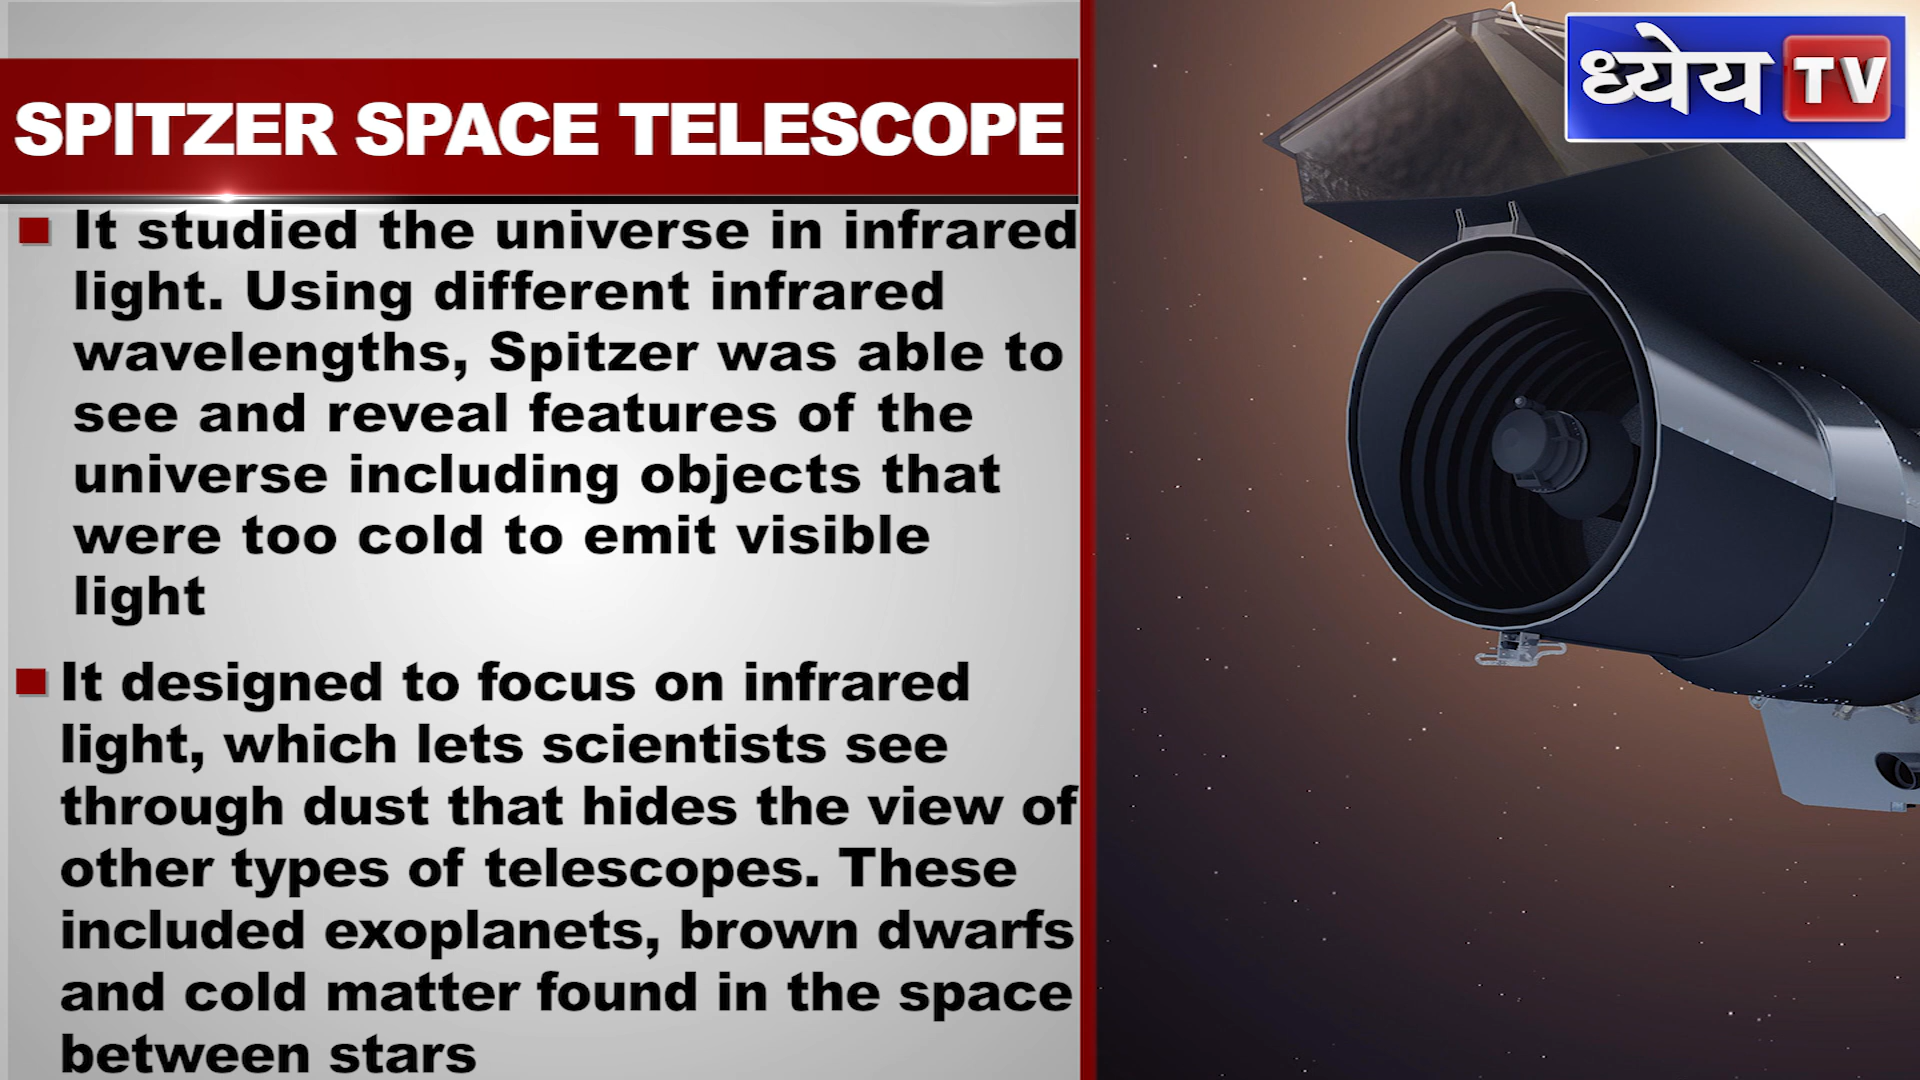 SPITZER SPACE TELESCOPE
ध्येय TV
It studied the universe in infrared
light. Using different infrared
wavelengths, Spitzer was able to
see and reveal features of the
universe including objects that
were too cold to emit visible
light
It designed to focus on infrared
light, which lets scientists see
through dust that hides the view of
other types of telescopes. These
included exoplanets, brown dwarfs
and cold matter found in the space
between stars